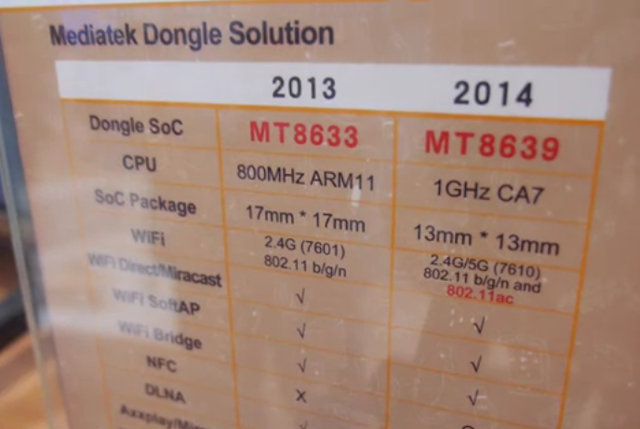 Mediatek Dongle Solution
2013 2014
Dongle SoC MT8633 MT8639
CPU 800MHz ARM11 1GHz CA7
SoC Package 17mm * 17mm 13mm * 13mm
WiFi 2.4G (7601) 2.4G/5G (7610)
802.11 b/g/n 802.11 b/g/n and
802.11ac
WiFi Direct/Miracast √ √
WiFi SoftAP √ √
WiFi Bridge √ √
NFC X
DLNA √